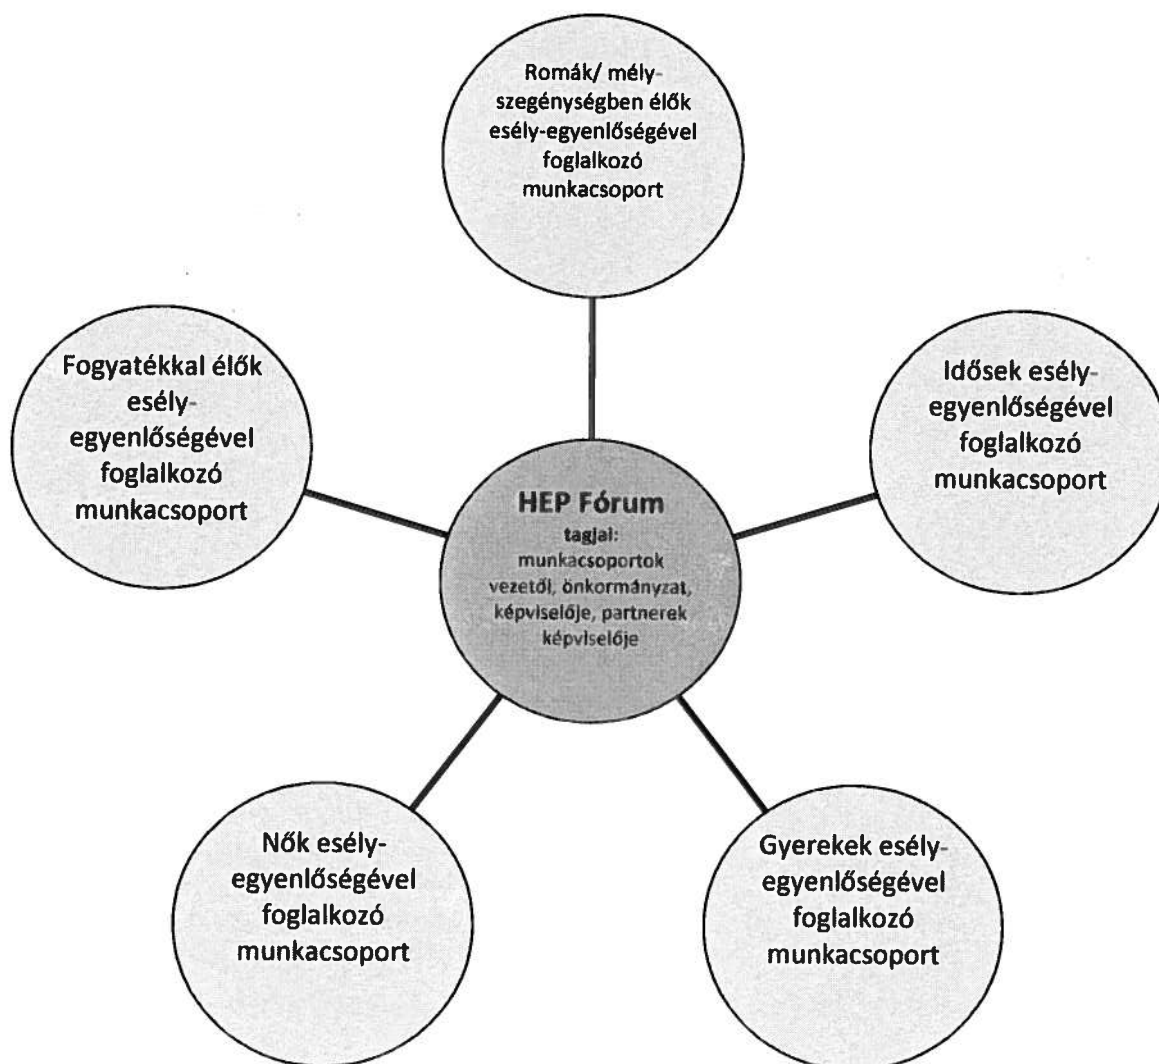 Romák/ mély-
szegénységben élők
esély-egyenlőségével
foglalkozó
munkacsoport
Fogyatékkal élők
esély-
egyenlőségével
foglalkozó
munkacsoport
Idősek esély-
egyenlőségével
foglalkozó
munkacsoport
HEP Fórum
tagjai:
munkacsoportok
vezetői, önkormányzat,
képviselője, partnerek
képviselője
Nők esély-
egyenlőségével
foglalkozó
munkacsoport
Gyerekek esély-
egyenlőségével
foglalkozó
munkacsoport